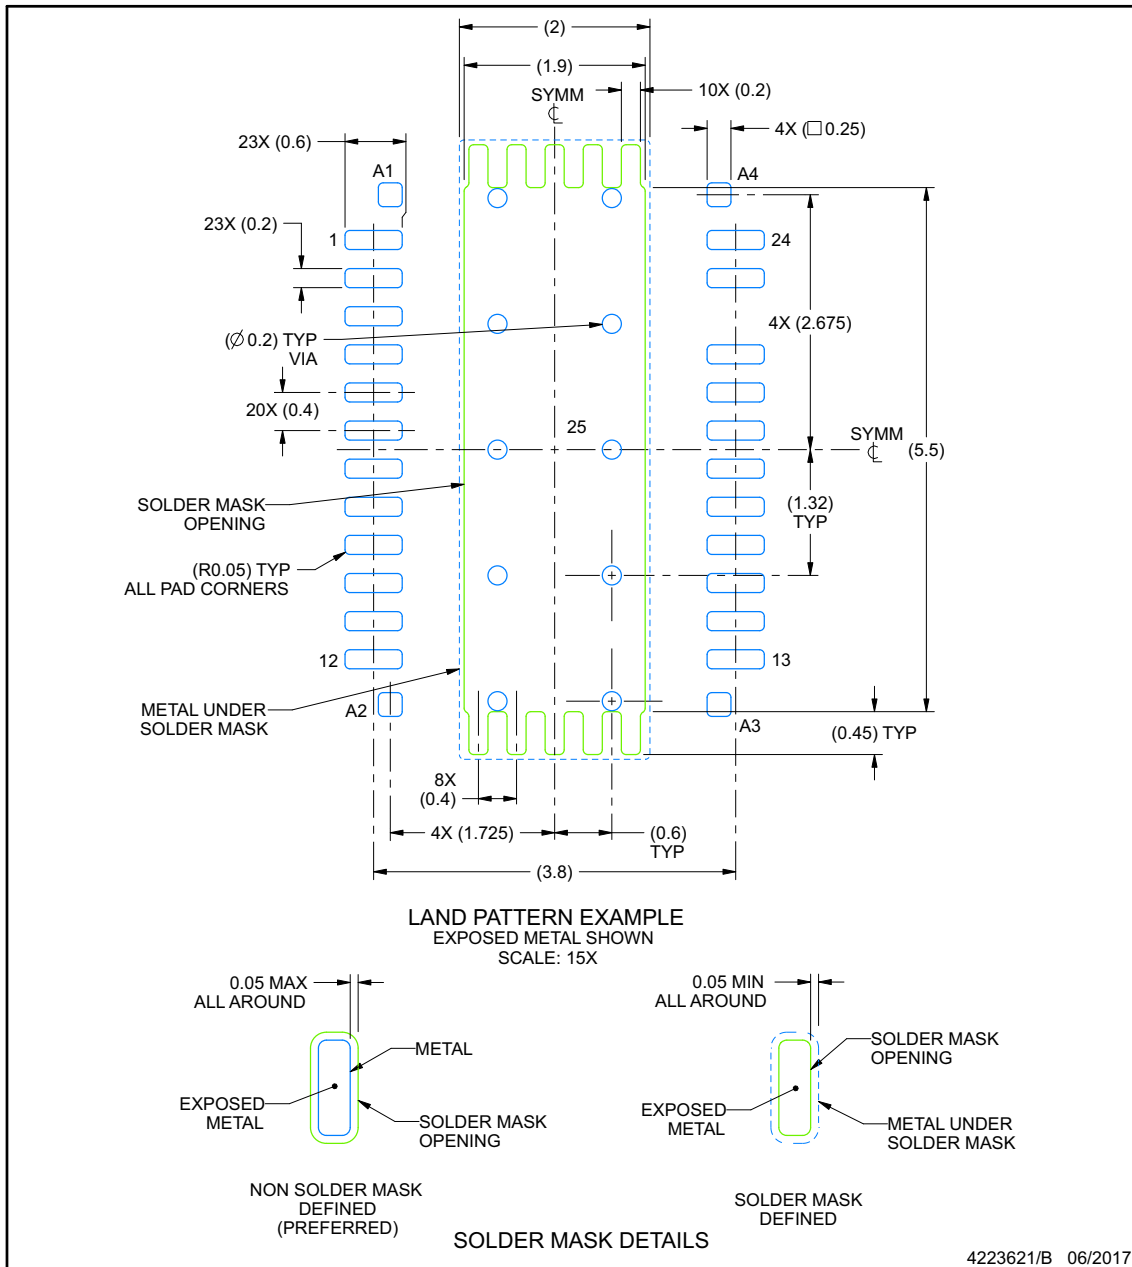 (2)
(1.9)
SYMM
℄
10X (0.2)
4X (□ 0.25)
23X (0.6)
A1
A4
23X (0.2)
1
24
4X (2.675)
(∅ 0.2) TYP
VIA
20X (0.4)
25
SYMM
℄
(5.5)
(1.32)
TYP
SOLDER MASK
OPENING
(R0.05) TYP
ALL PAD CORNERS
12
13
METAL UNDER
SOLDER MASK
A2
A3
(0.45) TYP
8X
(0.4)
4X (1.725)
(0.6)
TYP
(3.8)
LAND PATTERN EXAMPLE
EXPOSED METAL SHOWN
SCALE: 15X
0.05 MAX
ALL AROUND
METAL
EXPOSED
METAL
SOLDER MASK
OPENING
NON SOLDER MASK
DEFINED
(PREFERRED)
0.05 MIN
ALL AROUND
SOLDER MASK
OPENING
EXPOSED
METAL
METAL UNDER
SOLDER MASK
SOLDER MASK
DEFINED
SOLDER MASK DETAILS
4223621/B 06/2017